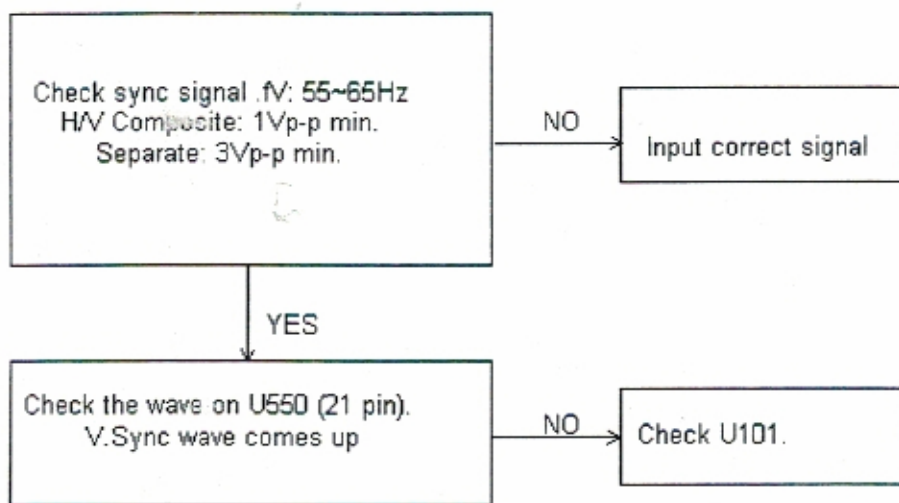 Check sync signal .fV: 55~65Hz
H/V Composite: 1Vp-p min.
Separate: 3Vp-p min.
NO
Input correct signal
YES
Check the wave on U550 (21 pin).
V.Sync wave comes up
NO
Check U101.